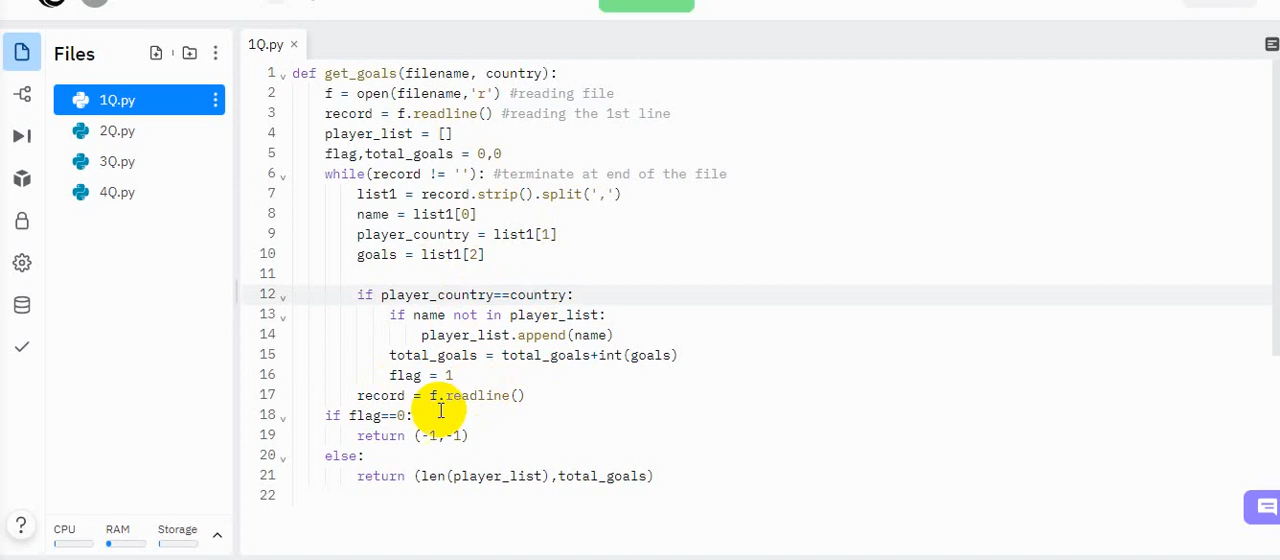 Files
1Q.py
2Q.py
3Q.py
4Q.py
CPU RAM Storage
?
1Q.py ×
1 def get_goals(filename, country):
2 f = open(filename,'r') #reading file
3 record = f.readline() #reading the 1st line
4 player_list = []
5 flag,total_goals = 0,0
6 while(record != ''): #terminate at end of the file
7 list1 = record.strip().split(',')
8 name = list1[0]
9 player_country = list1[1]
10 goals = list1[2]
11
12 if player_country==country:
13 if name not in player_list:
14 player_list.append(name)
15 total_goals = total_goals+int(goals)
16 flag = 1
17 record = f.readline()
18 if flag==0:
19 return (-1,-1)
20 else:
21 return (len(player_list),total_goals)
22